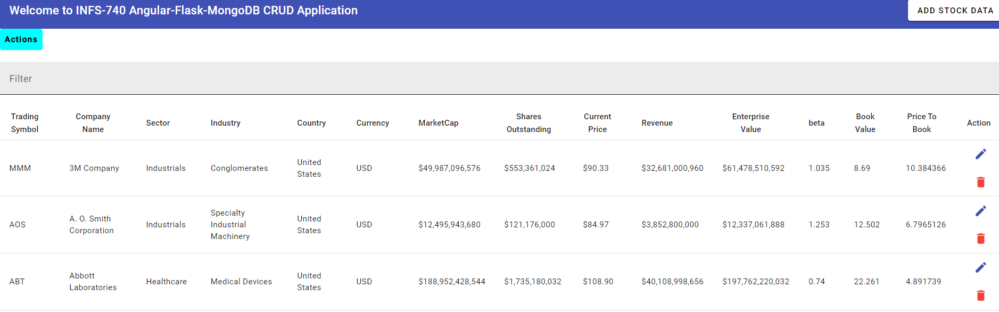 Welcome to INFS-740 Angular-Flask-MongoDB CRUD Application
ADD STOCK DATA
Actions
Filter
Trading Symbol Company Name Sector Industry Country Currency MarketCap Shares Outstanding Current Price Revenue Enterprise Value beta Book Value Price To Book Action
MMM 3M Company Industrials Conglomerates United States USD $49,987,096,576 $553,361,024 $90.33 $32,681,000,960 $61,478,510,592 1.035 8.69 10.384366
AOS A. O. Smith Corporation Industrials Specialty Industrial Machinery United States USD $12,495,943,680 $121,176,000 $84.97 $3,852,800,000 $12,337,061,888 1.253 12.502 6.7965126
ABT Abbott Laboratories Healthcare Medical Devices United States USD $188,952,428,544 $1,735,180,032 $108.90 $40,108,998,656 $197,762,220,032 0.74 22.261 4.891739